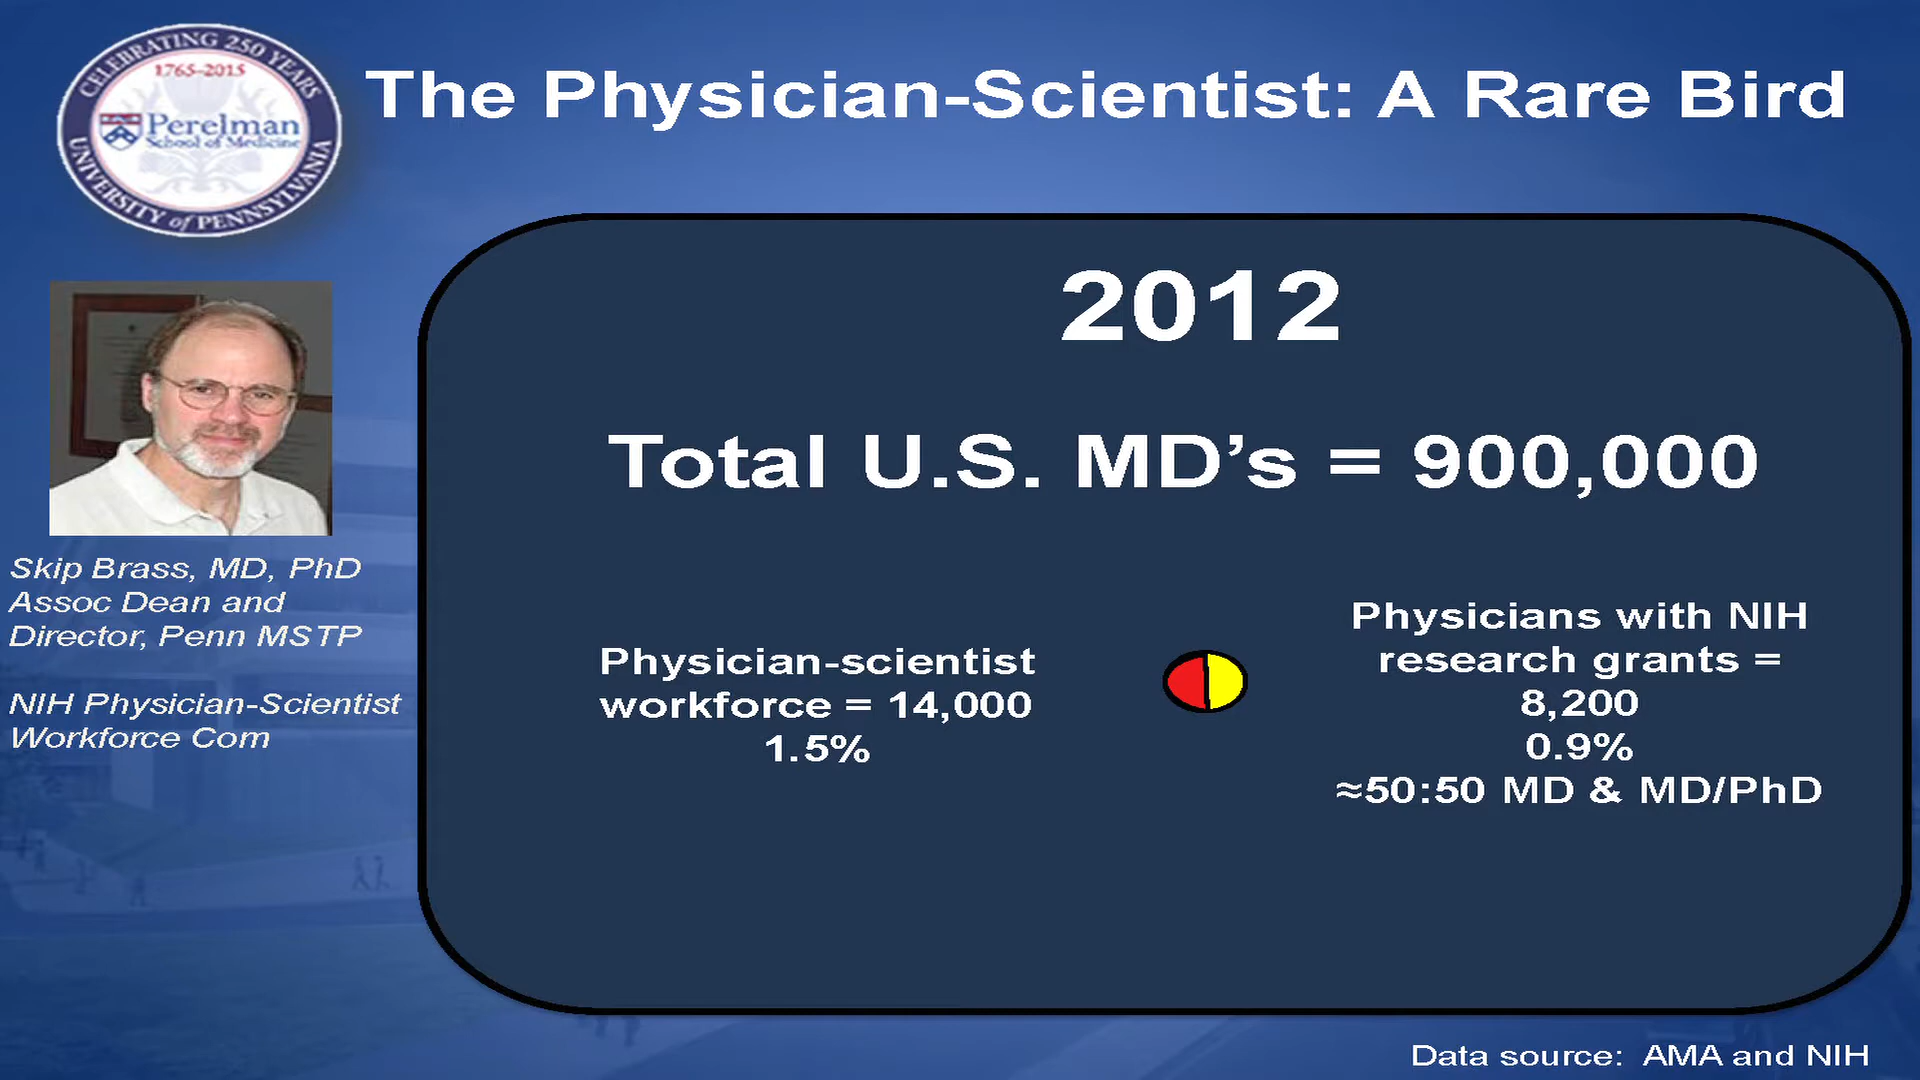 CELEBRATING 250 YEARS
1765-2015
Perelman
School of Medicine
UNIVERSITY of PENNSYLVANIA
The Physician-Scientist: A Rare Bird
Skip Brass, MD, PhD
Assoc Dean and
Director, Penn MSTP
NIH Physician-Scientist
Workforce Com
2012
Total U.S. MD’s = 900,000
Physician-scientist
workforce = 14,000
1.5%
Physicians with NIH
research grants =
8,200
0.9%
≈50:50 MD & MD/PhD
Data source: AMA and NIH